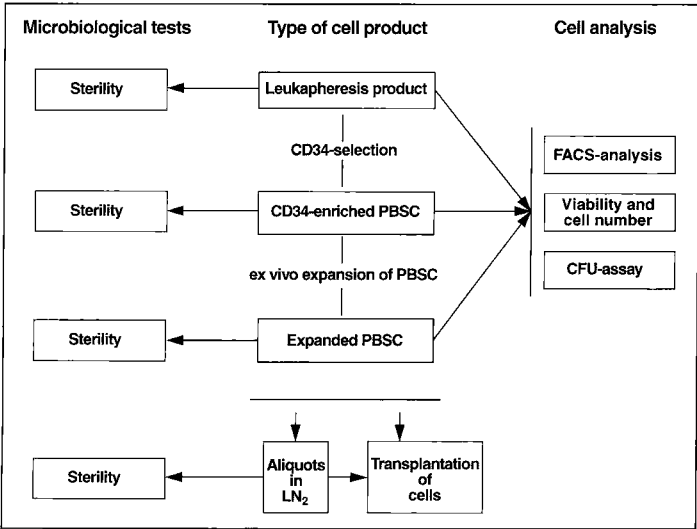 Microbiological tests
Type of cell product
Cell analysis
Sterility
Leukapheresis product
CD34-selection
FACS-analysis
Sterility
CD34-enriched PBSC
Viability and
cell number
ex vivo expansion of PBSC
CFU-assay
Sterility
Expanded PBSC
Sterility
Aliquots
in
LN₂
Transplantation
of
cells